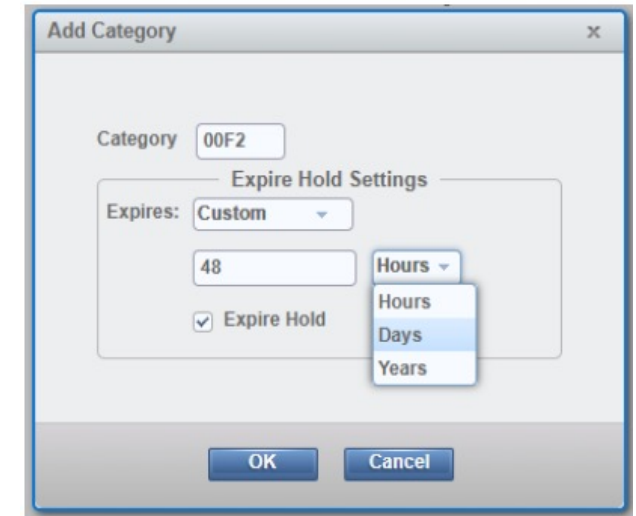 Add Category x
Category 00F2
Expire Hold Settings
Expires: Custom
48 Hours
Hours
Expire Hold
Days
Years
OK Cancel